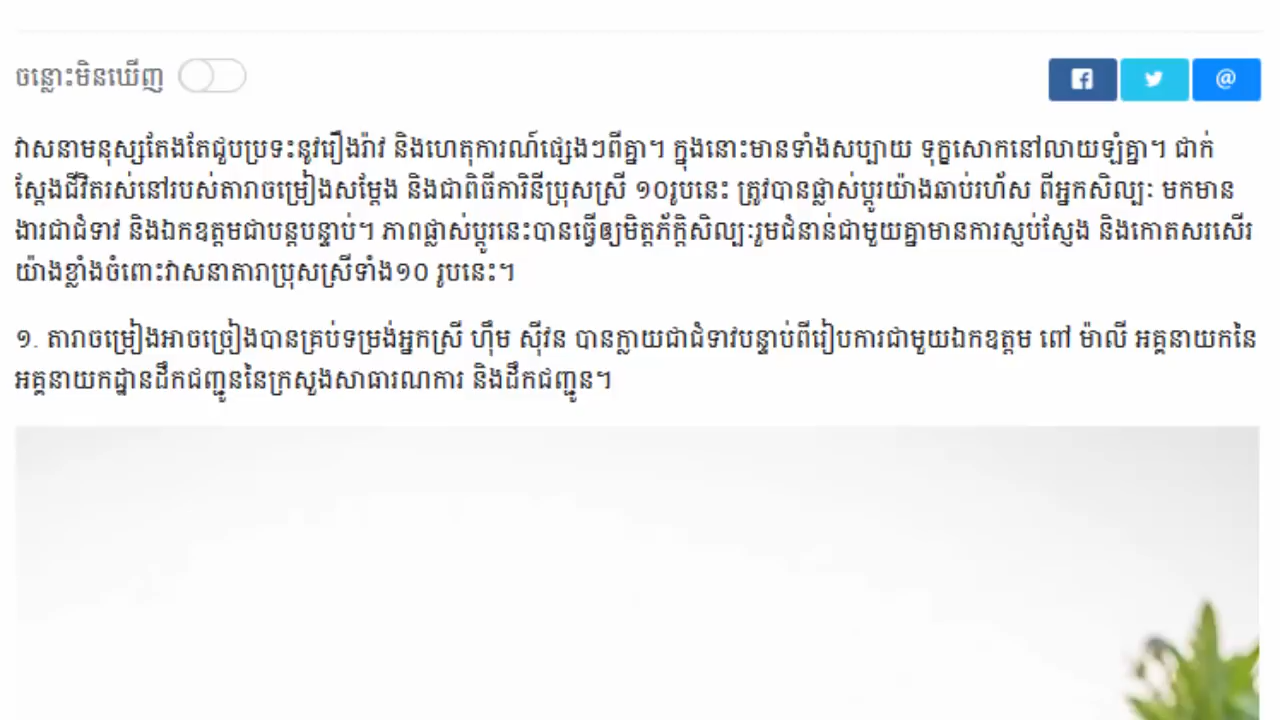 ចន្លោះមិនឃើញ
វាសនាមនុស្សតែងតែជួបប្រទះនូវរឿងរ៉ាវ និងហេតុការណ៍ផ្សេងៗពីគ្នា។ ក្នុងនោះមានទាំងសប្បាយ ទុក្ខសោកនៅលាយឡំគ្នា។ ជាក់
ស្តែងជីវិតរស់នៅរបស់តារាចម្រៀងសម្តែង និងជាពិធីការិនីប្រុសស្រី ១០រូបនេះ ត្រូវបានផ្លាស់ប្តូរយ៉ាងឆាប់រហ័ស ពីអ្នកសិល្បៈ មកមាន
ងារជាជំទាវ និងឯកឧត្តមជាបន្តបន្ទាប់។ ភាពផ្លាស់ប្តូរនេះបានធ្វើឲ្យមិត្តភ័ក្តិសិល្បៈរួមជំនាន់ជាមួយគ្នាមានការស្ញប់ស្ញែង និងកោតសរសើរ
យ៉ាងខ្លាំងចំពោះវាសនាតារាប្រុសស្រីទាំង១០ រូបនេះ។
១. តារាចម្រៀងអាចច្រៀងបានគ្រប់ទម្រង់អ្នកស្រី ហ៊ឹម ស៊ីវន បានក្លាយជាជំទាវបន្ទាប់ពីរៀបការជាមួយឯកឧត្តម ពៅ ម៉ាលី អគ្គនាយកនៃ
អគ្គនាយកដ្ឋានដឹកជញ្ជូននៃក្រសួងសាធារណការ និងដឹកជញ្ជូន។